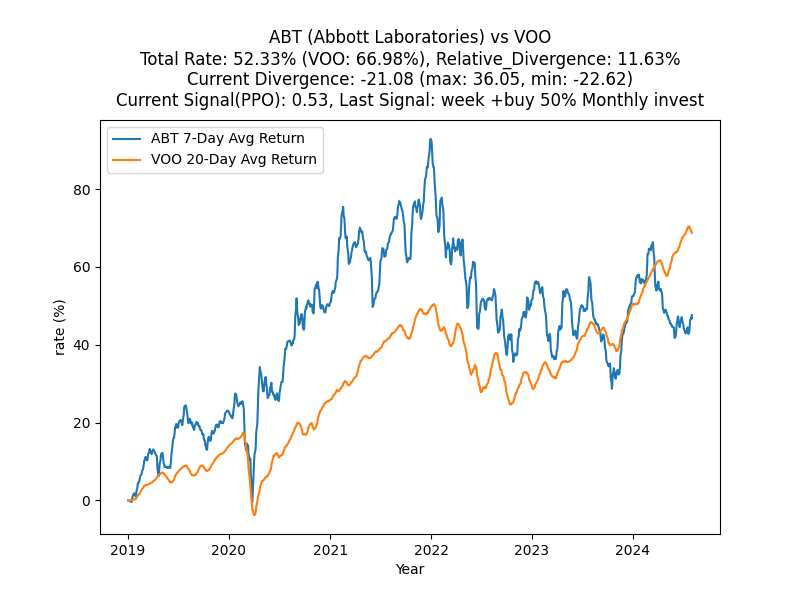 ABT (Abbott Laboratories) vs VOO
Total Rate: 52.33% (VOO: 66.98%), Relative_Divergence: 11.63%
Current Divergence: -21.08 (max: 36.05, min: -22.62)
Current Signal(PPO): 0.53, Last Signal: week +buy 50% Monthly invest
ABT 7-Day Avg Return
VOO 20-Day Avg Return
80
60
40
20
0
rate (%)
2019
2020
2021
2022
2023
2024
Year